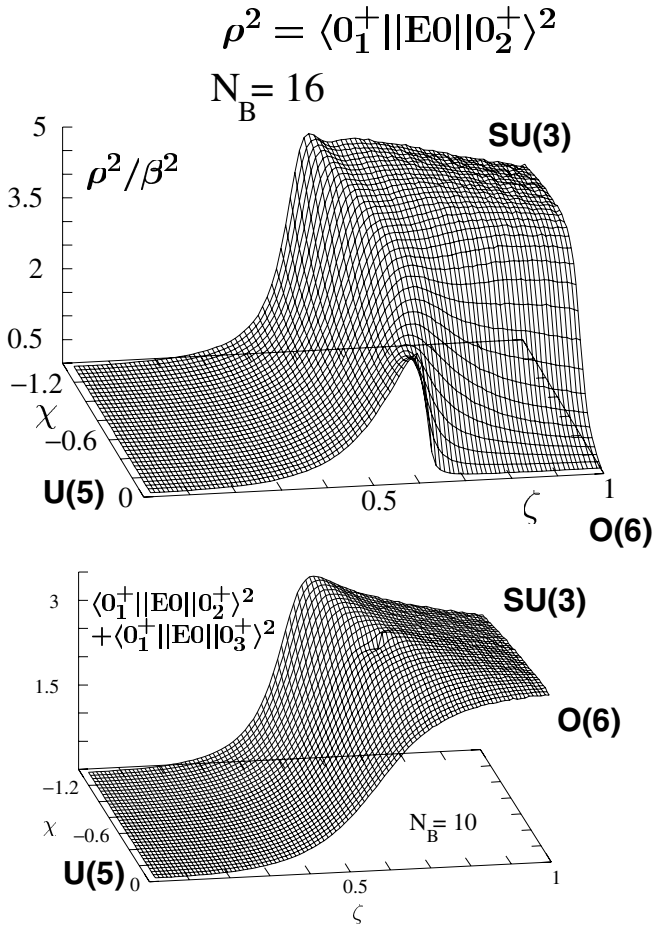 ρ² = ⟨0₁⁺||E0||0₂⁺⟩²
N_B = 16
5
SU(3)
ρ²/β²
3.5
2
0.5
−1.2
χ
−0.6
U(5)
0
0.5
ζ
1
O(6)
3
⟨0₁⁺||E0||0₂⁺⟩²
+⟨0₁⁺||E0||0₃⁺⟩²
SU(3)
1.5
O(6)
−1.2
χ
−0.6
N_B = 10
U(5)
0
0.5
1
ζ